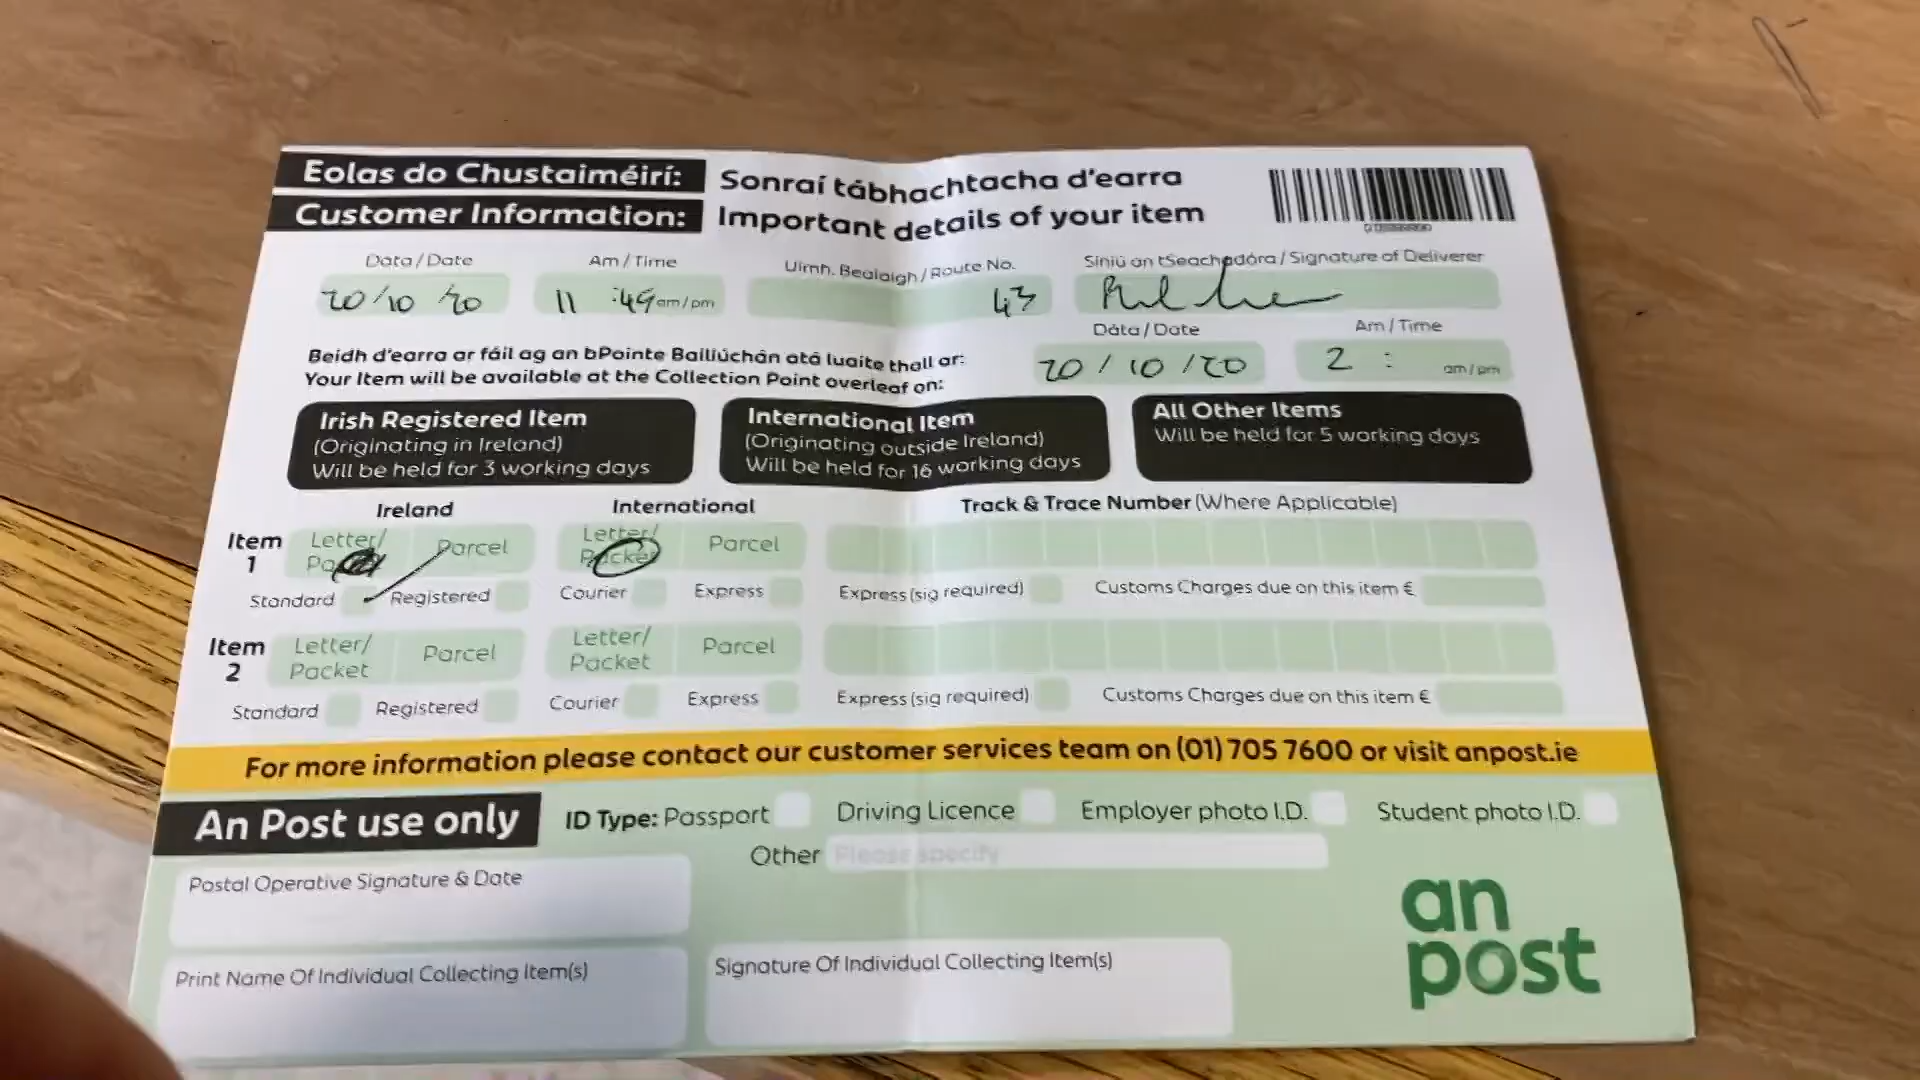 Eolas do Chustaiméirí: Sonraí tábhachtacha d'earra
Customer Information: Important details of your item
Data/Date Am/Time Uimh. Bealaigh/Route No. Síniú an tSeachadóra/Signature of Deliverer
20/10/20 11:49 am/pm 43
Dáta/Date Am/Time
Beidh d'earra ar fáil ag an bPointe Bailiúchán atá luaite thall ar:
Your Item will be available at the Collection Point overleaf on: 20/10/20 2 : am/pm
Irish Registered Item
(Originating in Ireland)
Will be held for 3 working days
International Item
(Originating outside Ireland)
Will be held for 16 working days
All Other Items
Will be held for 5 working days
Ireland International Track & Trace Number (Where Applicable)
Item 1 Letter/ Parcel Letter/Packet Parcel
Standard Registered Courier Express Express (sig required) Customs Charges due on this item €
Item 2 Letter/Packet Parcel Letter/Packet Parcel
Standard Registered Courier Express Express (sig required) Customs Charges due on this item €
For more information please contact our customer services team on (01) 705 7600 or visit anpost.ie
An Post use only ID Type: Passport Driving Licence Employer photo I.D. Student photo I.D.
Other Please specify
Postal Operative Signature & Date
Print Name Of Individual Collecting Item(s)
Signature Of Individual Collecting Item(s)
an
post